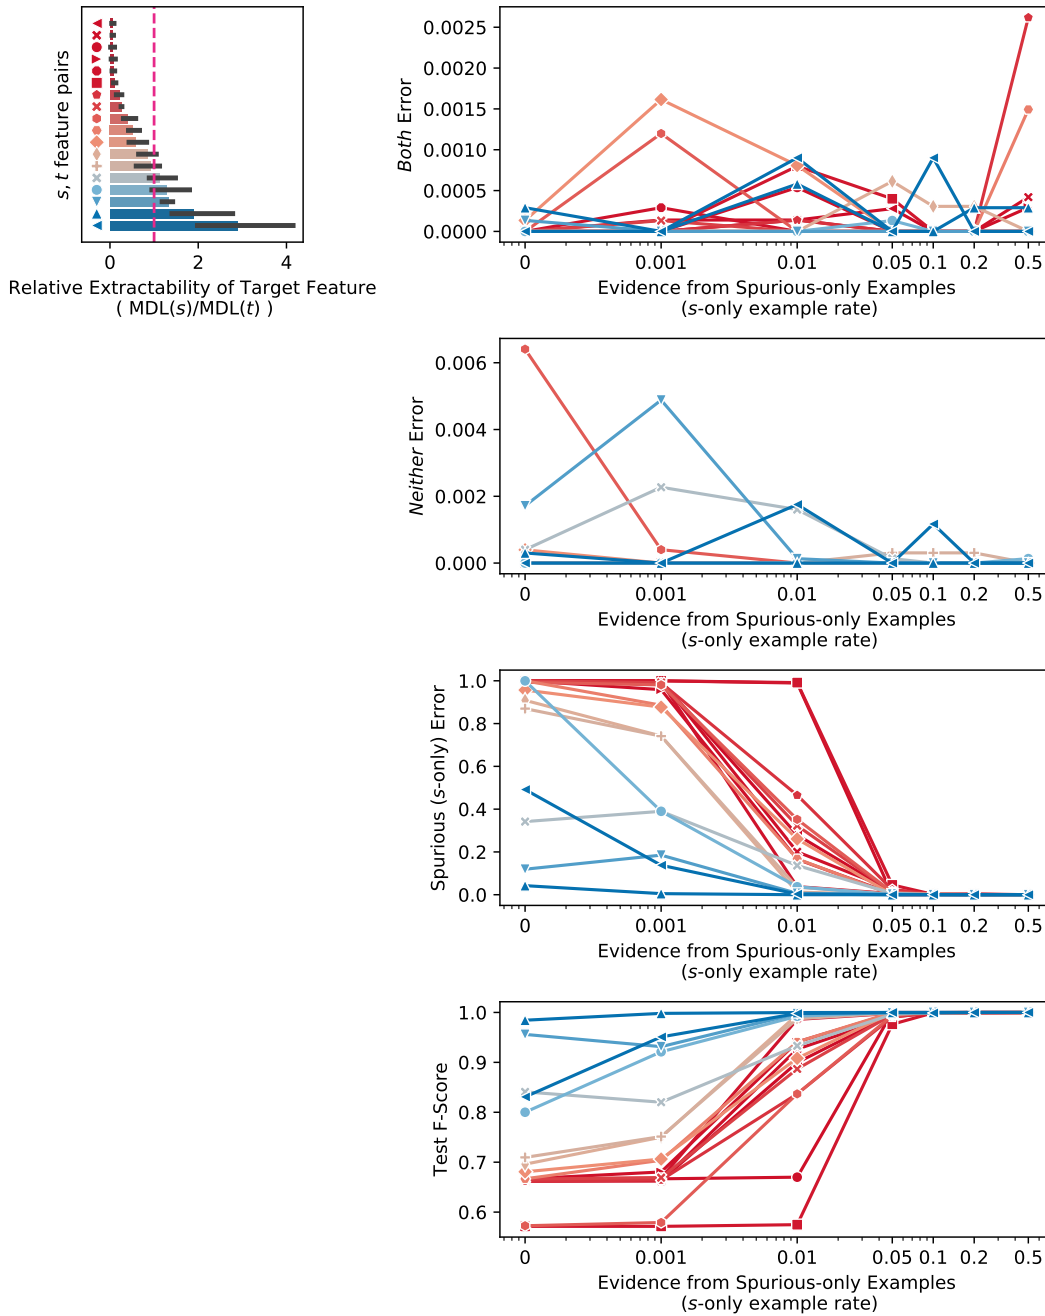 s, t feature pairs
0 2 4
Relative Extractability of Target Feature
( MDL(s)/MDL(t) )
Both Error
0.0025
0.0020
0.0015
0.0010
0.0005
0.0000
0 0.001 0.01 0.05 0.1 0.2 0.5
Evidence from Spurious-only Examples
(s-only example rate)
Neither Error
0.006
0.004
0.002
0.000
0 0.001 0.01 0.05 0.1 0.2 0.5
Evidence from Spurious-only Examples
(s-only example rate)
Spurious (s-only) Error
1.0
0.8
0.6
0.4
0.2
0.0
0 0.001 0.01 0.05 0.1 0.2 0.5
Evidence from Spurious-only Examples
(s-only example rate)
Test F-Score
1.0
0.9
0.8
0.7
0.6
0 0.001 0.01 0.05 0.1 0.2 0.5
Evidence from Spurious-only Examples
(s-only example rate)